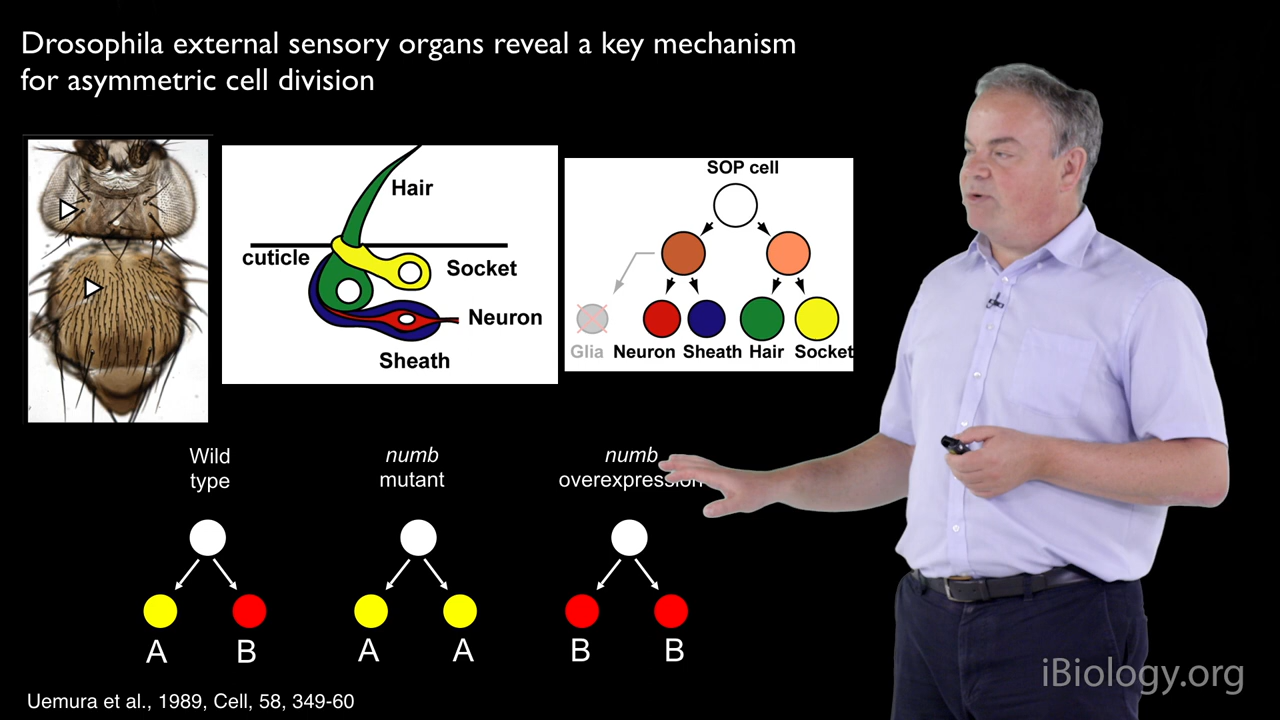 Drosophila external sensory organs reveal a key mechanism
for asymmetric cell division
Hair
cuticle
Socket
Neuron
Sheath
SOP cell
Glia Neuron Sheath Hair Socket
Wild
type
numb
mutant
numb
overexpression
A B
A A
B B
Uemura et al., 1989, Cell, 58, 349-60
iBiology.org